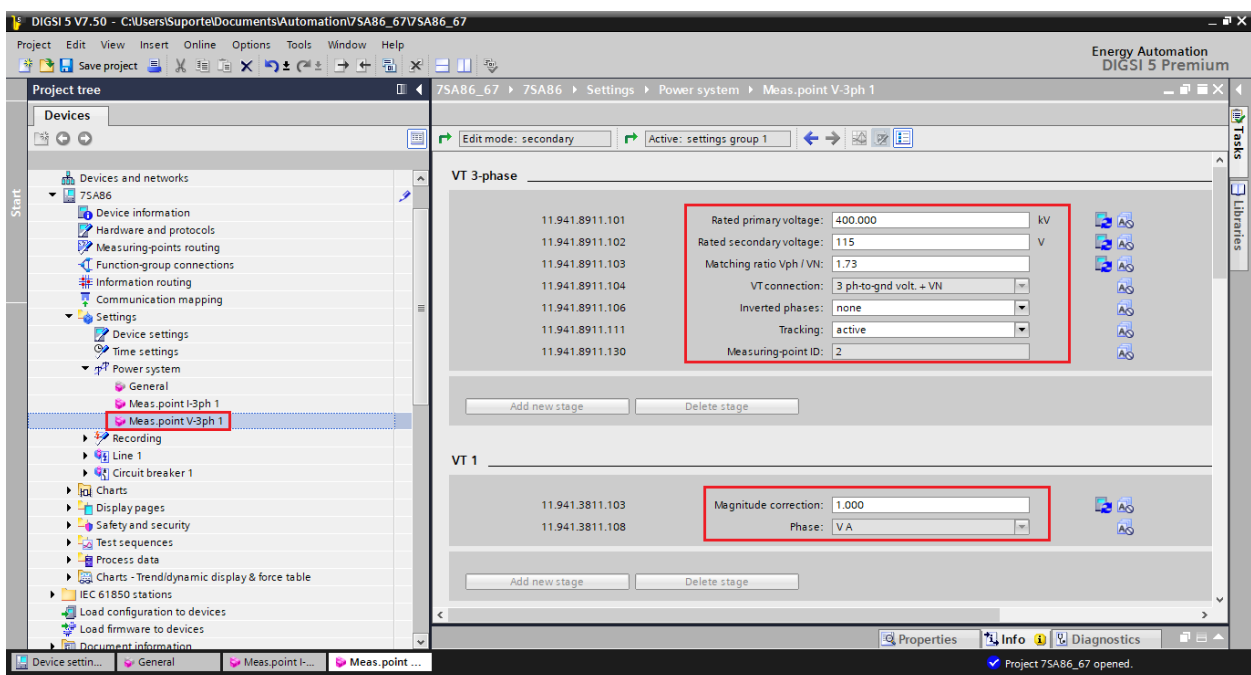 DIGSI 5 V7.50 - C:\Users\Suporte\Documents\Automation\7SA86_67\7SA86_67
Project Edit View Insert Online Options Tools Window Help
Save project
Energy Automation
DIGSI 5 Premium
Project tree
7SA86_67 7SA86 Settings Power system Meas.point V-3ph 1
Devices
Edit mode: secondary Active: settings group 1
Start
Devices and networks
7SA86
Device information
Hardware and protocols
Measuring-points routing
Function-group connections
Information routing
Communication mapping
Settings
Device settings
Time settings
Power system
General
Meas.point I-3ph 1
Meas.point V-3ph 1
Recording
Line 1
Circuit breaker 1
Charts
Display pages
Safety and security
Test sequences
Process data
Charts - Trend/dynamic display & force table
IEC 61850 stations
Load configuration to devices
Load firmware to devices
Document information
VT 3-phase
11.941.8911.101 Rated primary voltage: 400.000 kV
11.941.8911.102 Rated secondary voltage: 115 V
11.941.8911.103 Matching ratio Vph / VN: 1.73
11.941.8911.104 VT connection: 3 ph-to-gnd volt. + VN
11.941.8911.106 Inverted phases: none
11.941.8911.111 Tracking: active
11.941.8911.130 Measuring-point ID: 2
Add new stage Delete stage
VT 1
11.941.3811.103 Magnitude correction: 1.000
11.941.3811.108 Phase: V A
Add new stage Delete stage
Tasks
Libraries
Properties Info Diagnostics
Device settin... General Meas.point I-... Meas.point ...
Project 7SA86_67 opened.